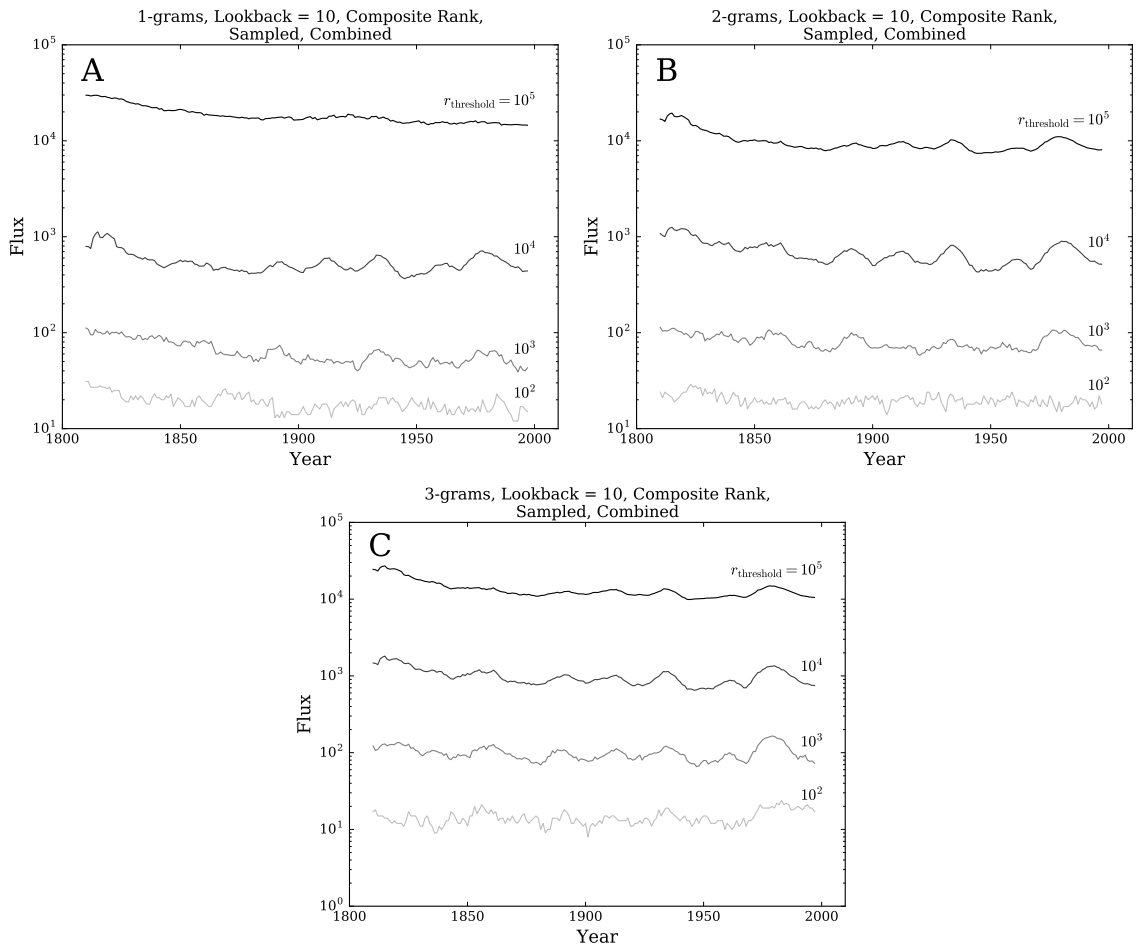 1-grams, Lookback = 10, Composite Rank,
Sampled, Combined
A
r_threshold = 10^5
10^4
10^3
10^2
10^5
10^4
10^3
10^2
10^1
Flux
1800 1850 1900 1950 2000
Year
2-grams, Lookback = 10, Composite Rank,
Sampled, Combined
B
r_threshold = 10^5
10^4
10^3
10^2
10^5
10^4
10^3
10^2
10^1
Flux
1800 1850 1900 1950 2000
Year
3-grams, Lookback = 10, Composite Rank,
Sampled, Combined
C
r_threshold = 10^5
10^4
10^3
10^2
10^5
10^4
10^3
10^2
10^1
10^0
Flux
1800 1850 1900 1950 2000
Year